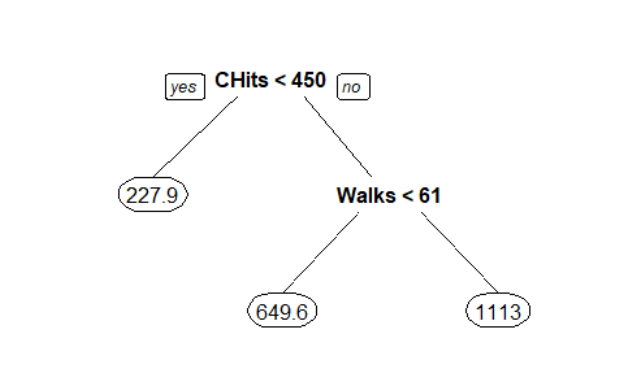 yes CHits < 450 no
227.9 Walks < 61
649.6 1113